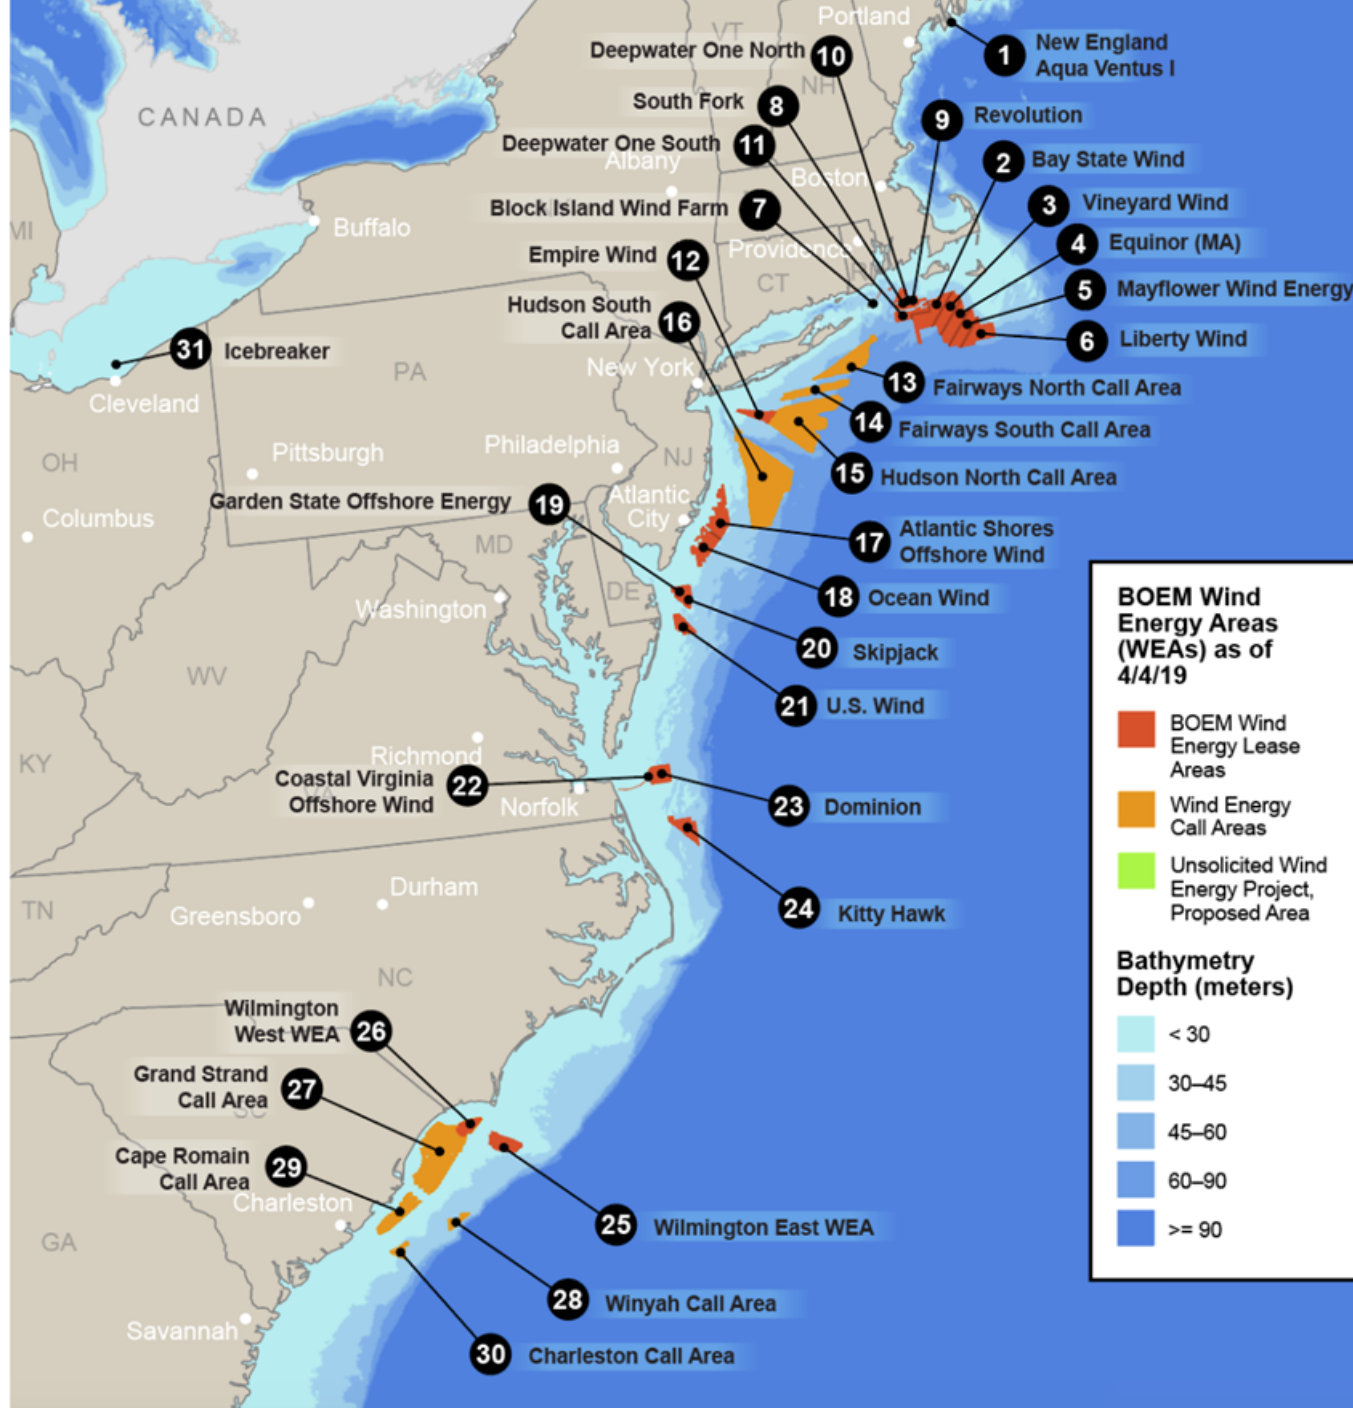 Portland
VT
NH
Deepwater One North
10
1
New England
Aqua Ventus I
CANADA
South Fork
8
9
Revolution
Deepwater One South
11
Albany
Boston
2
Bay State Wind
Block Island Wind Farm
7
3
Vineyard Wind
MI
Buffalo
Empire Wind
12
Providence
4
Equinor (MA)
CT
5
Mayflower Wind Energy
Hudson South
Call Area
16
6
Liberty Wind
31
Icebreaker
PA
New York
13
Fairways North Call Area
Cleveland
14
Fairways South Call Area
OH
Pittsburgh
Philadelphia
NJ
15
Hudson North Call Area
Garden State Offshore Energy
19
Atlantic
City
Columbus
MD
17
Atlantic Shores
Offshore Wind
DE
Washington
18
Ocean Wind
20
Skipjack
WV
21
U.S. Wind
Richmond
KY
Coastal Virginia
Offshore Wind
22
VA
Norfolk
23
Dominion
Durham
TN
Greensboro
24
Kitty Hawk
NC
Wilmington
West WEA
26
Grand Strand
Call Area
27
SC
Cape Romain
Call Area
29
Charleston
25
Wilmington East WEA
GA
28
Winyah Call Area
Savannah
30
Charleston Call Area
BOEM Wind
Energy Areas
(WEAs) as of
4/4/19
BOEM Wind
Energy Lease
Areas
Wind Energy
Call Areas
Unsolicited Wind
Energy Project,
Proposed Area
Bathymetry
Depth (meters)
< 30
30–45
45–60
60–90
>= 90